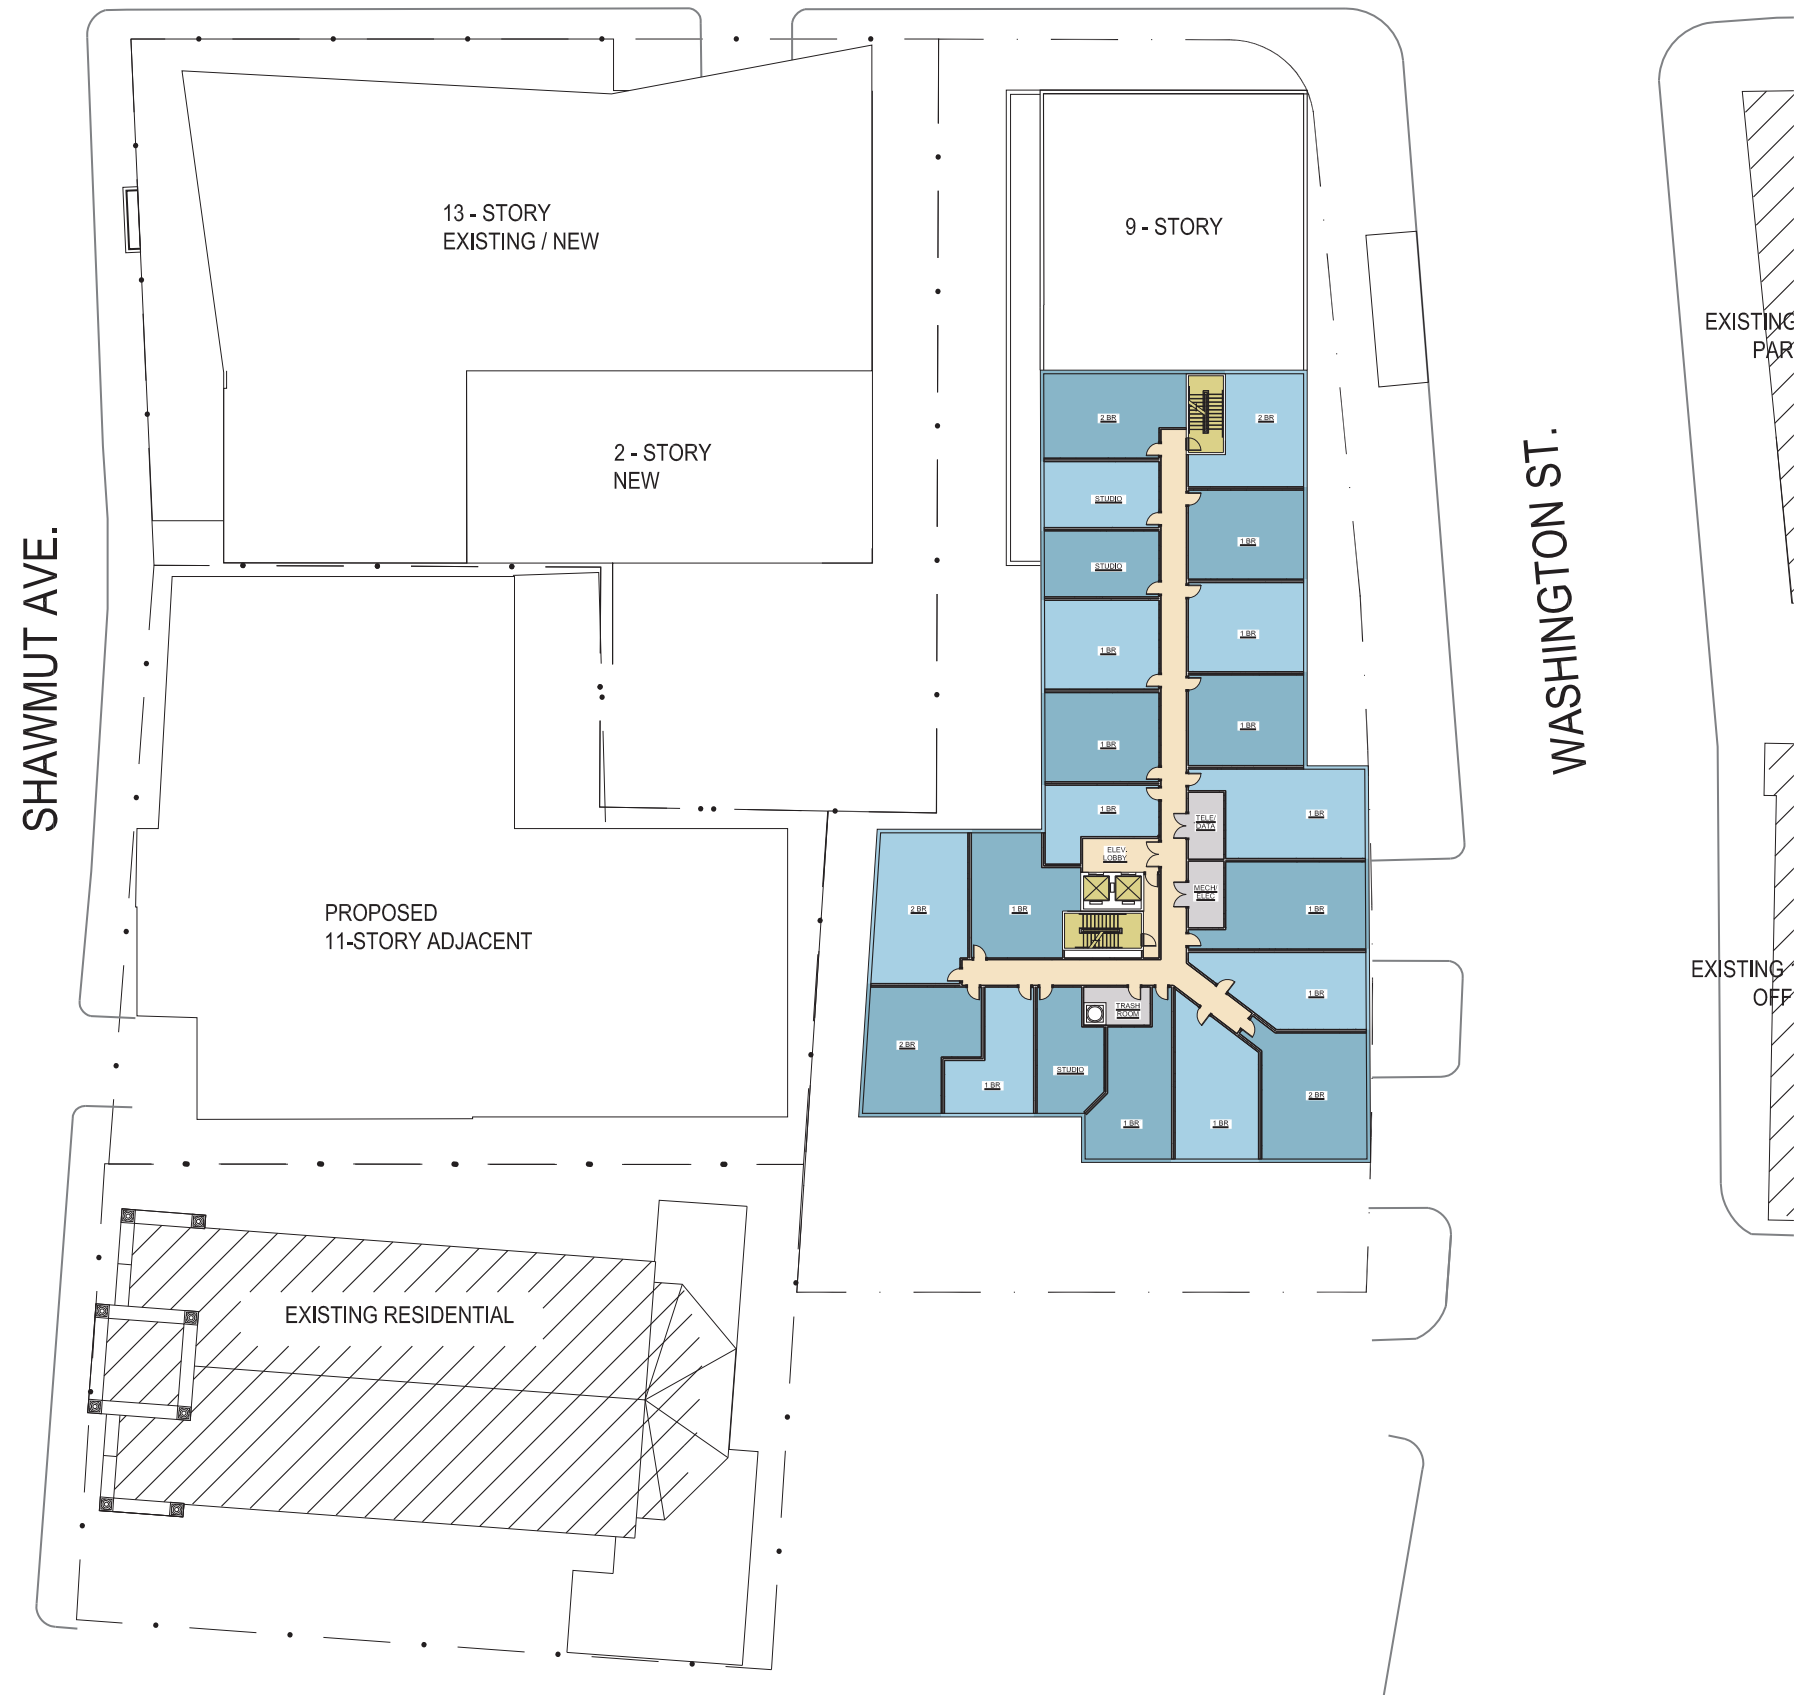 13 - STORY
EXISTING / NEW
9 - STORY
2 - STORY
NEW
SHAWMUT AVE.
WASHINGTON ST.
PROPOSED
11-STORY ADJACENT
EXISTING RESIDENTIAL
EXISTING
PAR
EXISTING
OFF
2 BR
2 BR
STUDIO
1 BR
STUDIO
1 BR
1 BR
1 BR
1 BR
1 BR
1 BR
TELE/
DATA
ELEV.
LOBBY
MECH/
ELEC
2 BR
1 BR
1 BR
1 BR
TRASH
ROOM
2 BR
STUDIO
1 BR
2 BR
1 BR
1 BR